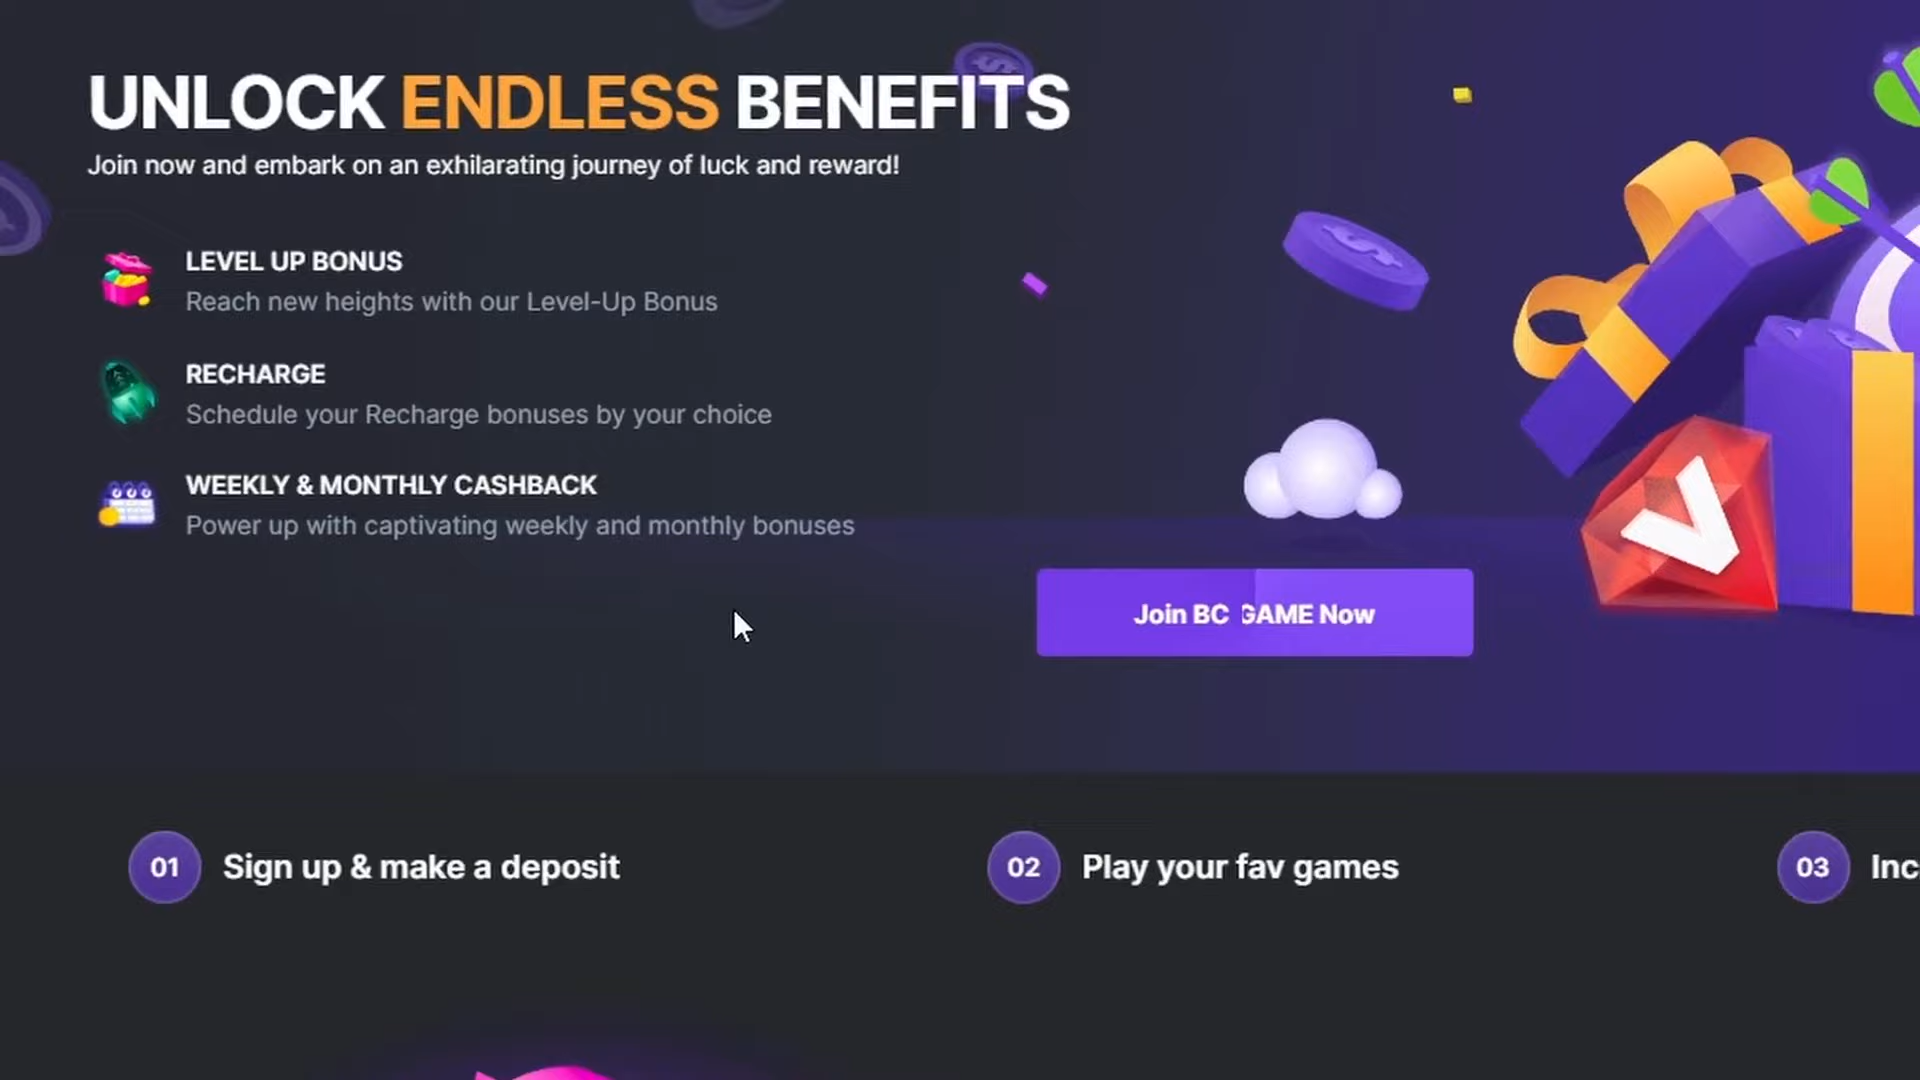 UNLOCK ENDLESS BENEFITS
Join now and embark on an exhilarating journey of luck and reward!
LEVEL UP BONUS
Reach new heights with our Level-Up Bonus
RECHARGE
Schedule your Recharge bonuses by your choice
WEEKLY & MONTHLY CASHBACK
Power up with captivating weekly and monthly bonuses
Join BC GAME Now
01 Sign up & make a deposit
02 Play your fav games
03